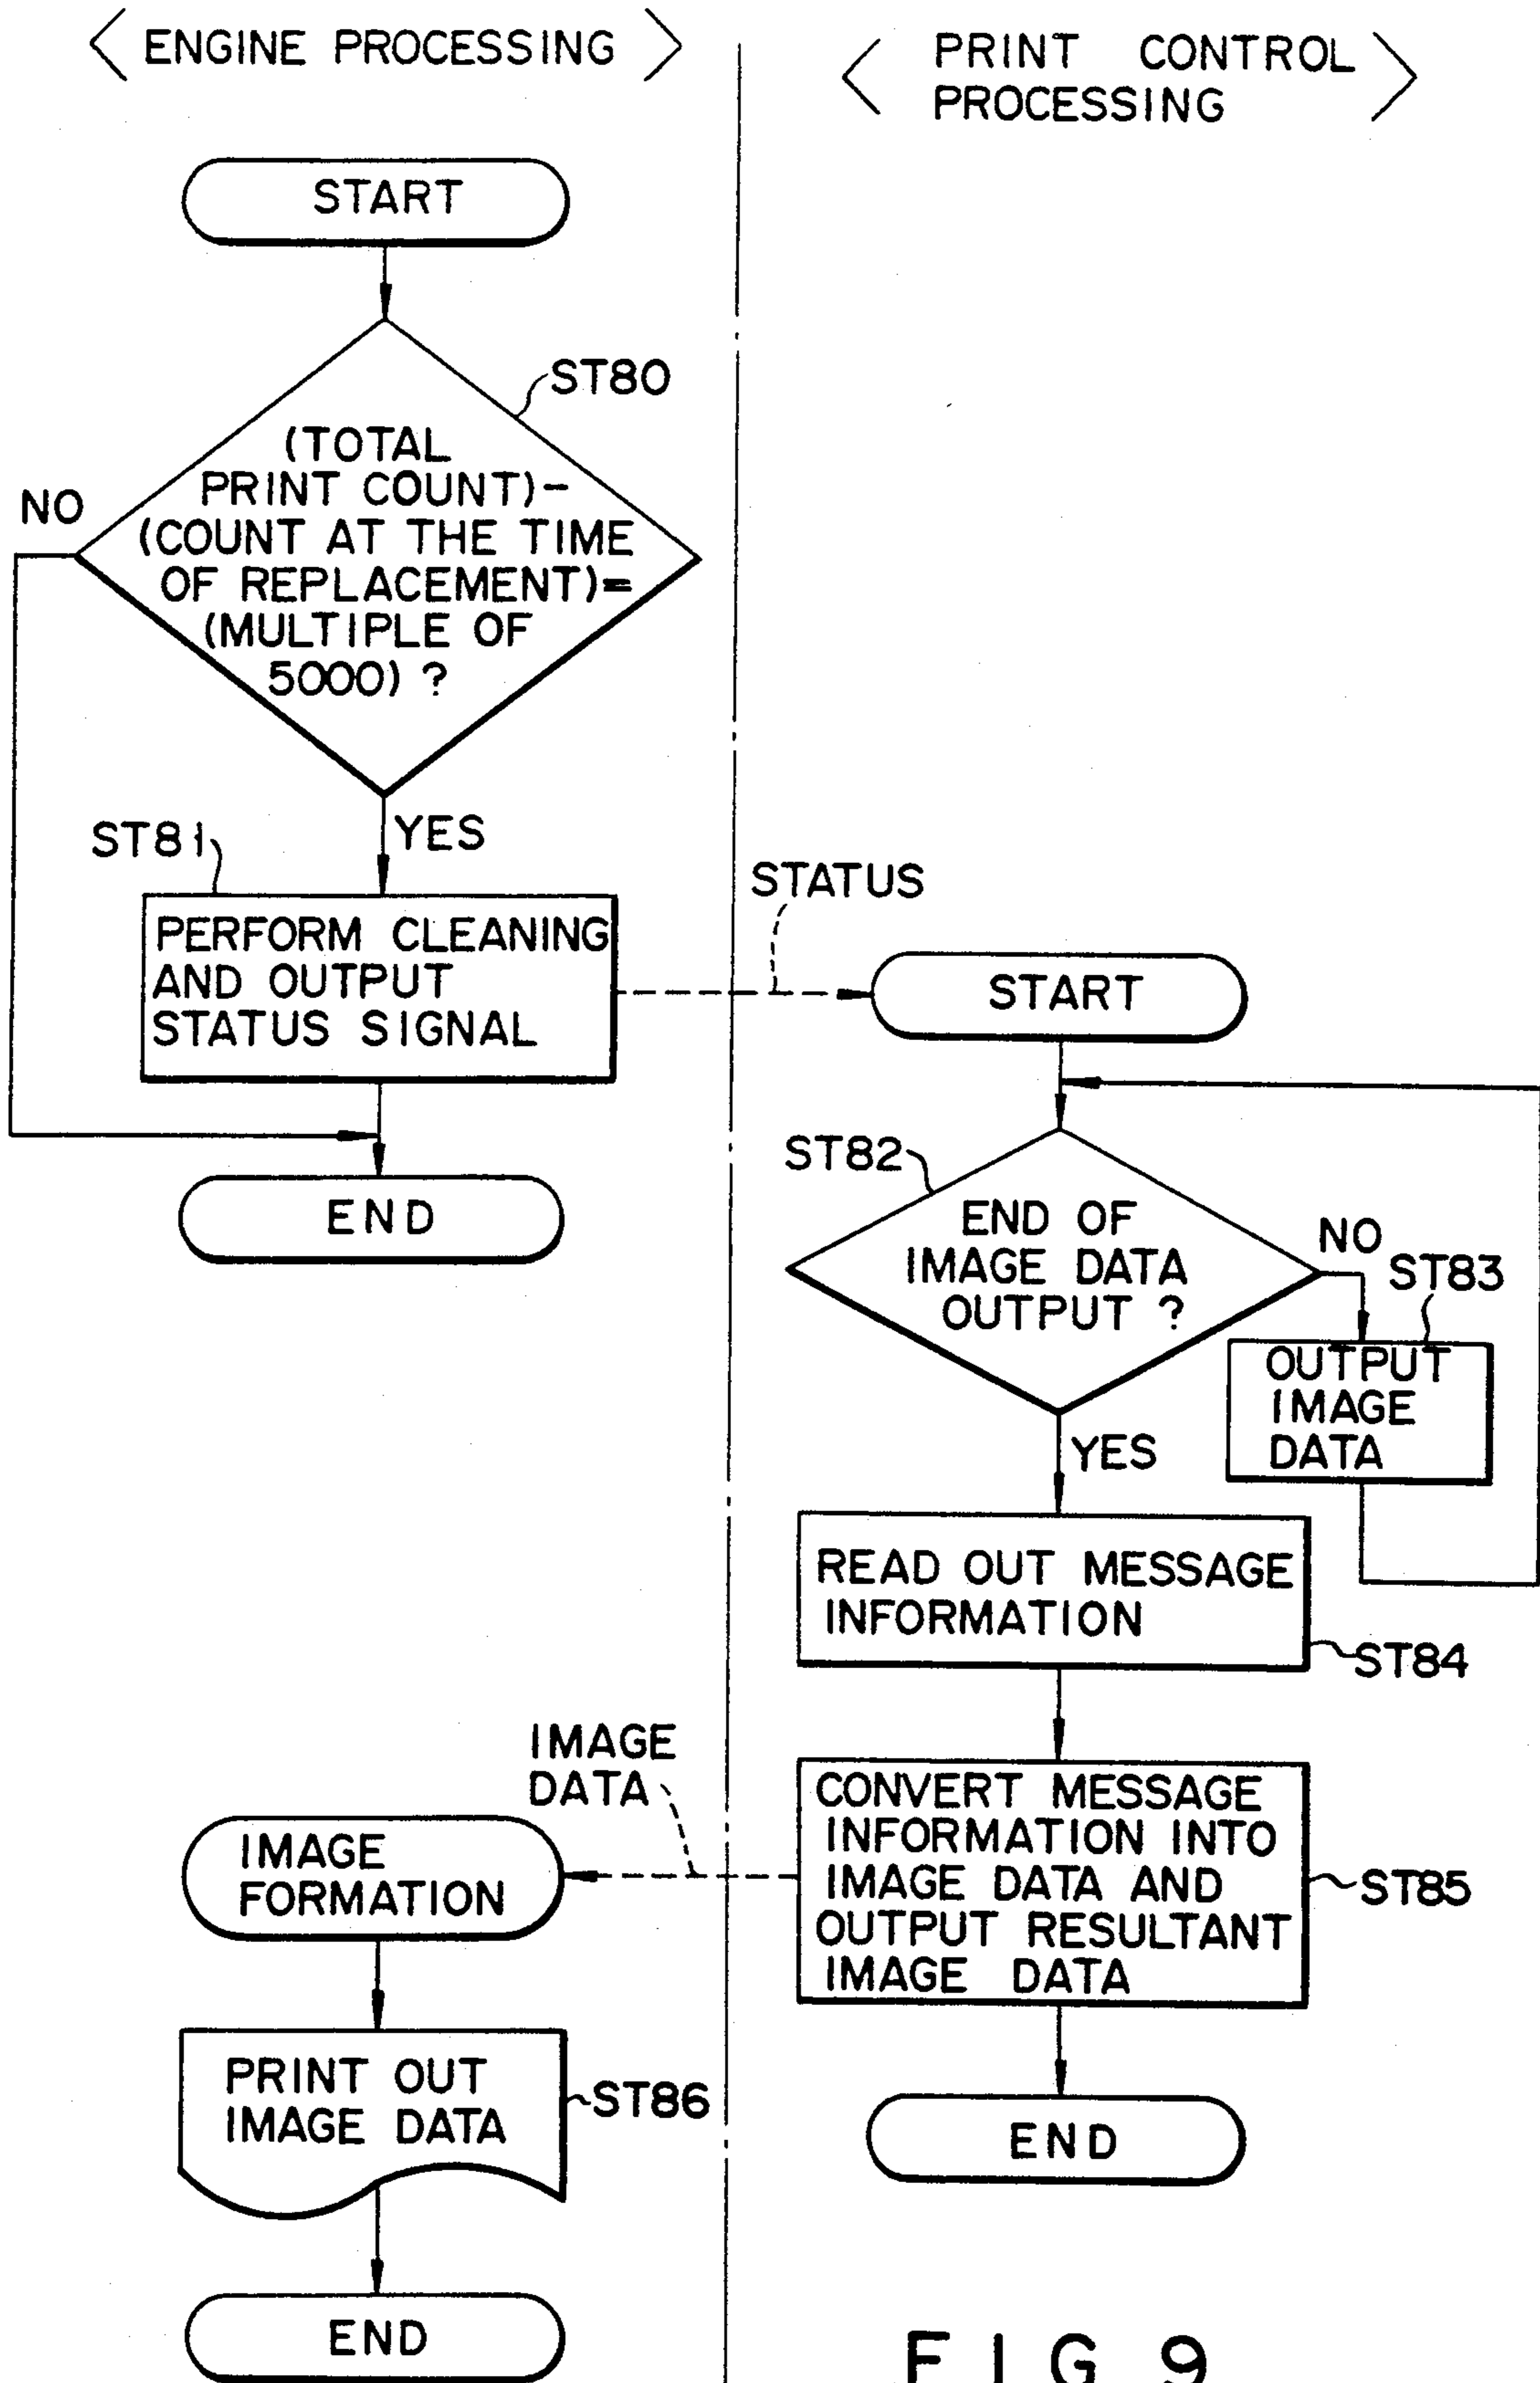 ENGINE PROCESSING
START
ST80
(TOTAL
PRINT COUNT)-
(COUNT AT THE TIME
OF REPLACEMENT)=
(MULTIPLE OF
5000) ?
NO
YES
ST81
PERFORM CLEANING
AND OUTPUT
STATUS SIGNAL
END
STATUS
PRINT CONTROL
PROCESSING
START
ST82
END OF
IMAGE DATA
OUTPUT ?
NO
ST83
OUTPUT
IMAGE
DATA
YES
READ OUT MESSAGE
INFORMATION
ST84
CONVERT MESSAGE
INFORMATION INTO
IMAGE DATA AND
OUTPUT RESULTANT
IMAGE DATA
ST85
END
IMAGE
DATA
IMAGE
FORMATION
PRINT OUT
IMAGE DATA
ST86
END
FIG 9